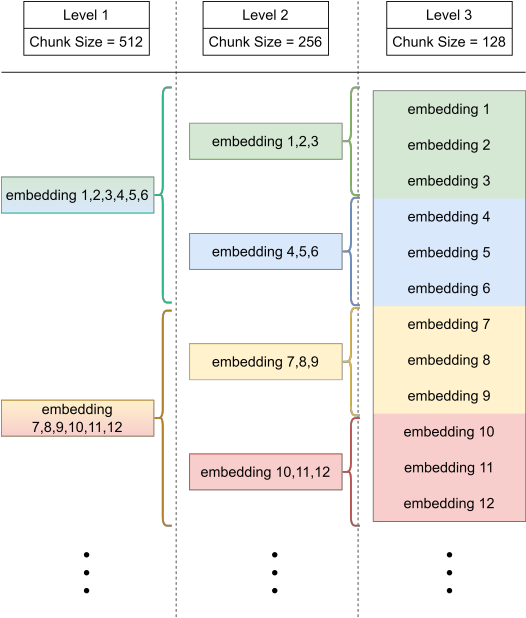 Level 1
Chunk Size = 512
Level 2
Chunk Size = 256
Level 3
Chunk Size = 128
embedding 1,2,3,4,5,6
embedding
7,8,9,10,11,12
embedding 1,2,3
embedding 4,5,6
embedding 7,8,9
embedding 10,11,12
embedding 1
embedding 2
embedding 3
embedding 4
embedding 5
embedding 6
embedding 7
embedding 8
embedding 9
embedding 10
embedding 11
embedding 12